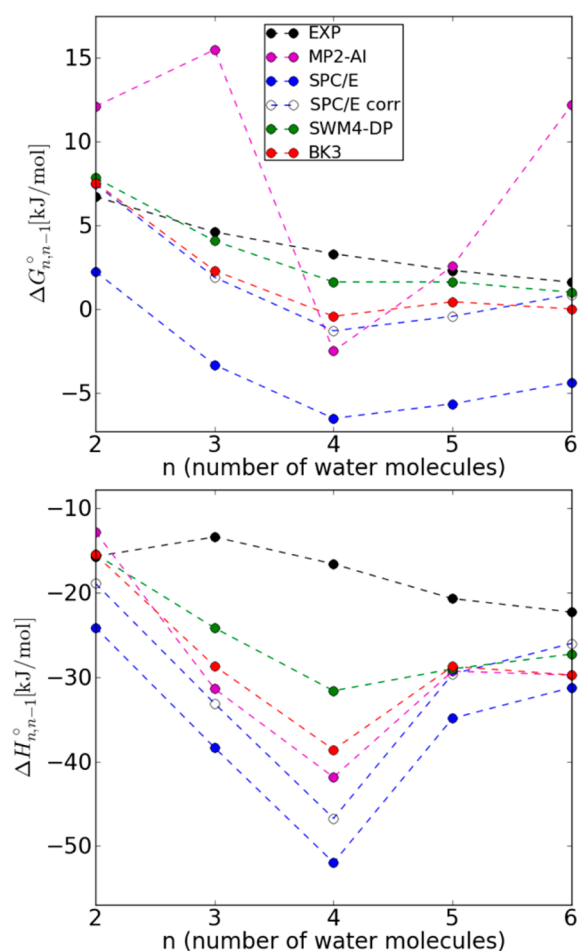 EXP
MP2-AI
SPC/E
SPC/E corr
SWM4-DP
BK3
15
10
5
0
−5
ΔG°n,n−1[kJ/mol]
2 3 4 5 6
n (number of water molecules)
−10
−20
−30
−40
−50
ΔH°n,n−1[kJ/mol]
2 3 4 5 6
n (number of water molecules)